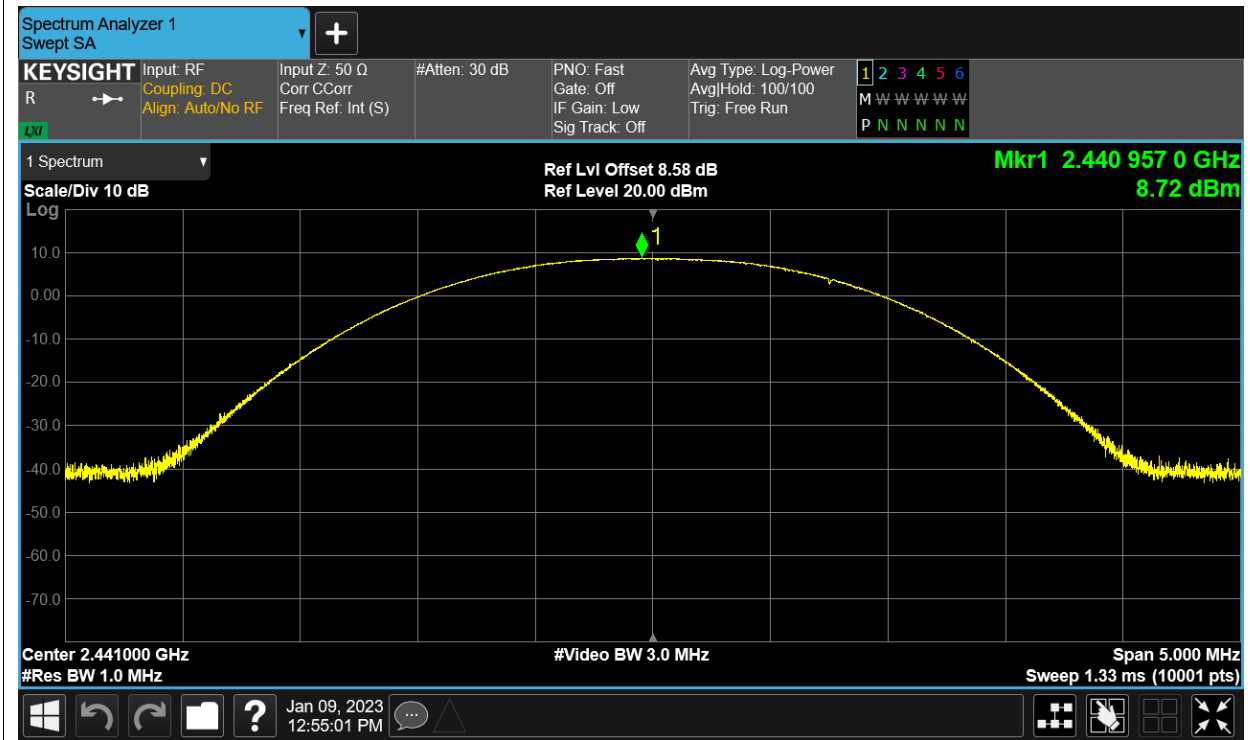 Spectrum Analyzer 1
Swept SA
KEYSIGHT
R
LXI
Input: RF
Coupling: DC
Align: Auto/No RF
Input Z: 50 Ω
Corr CCorr
Freq Ref: Int (S)
#Atten: 30 dB
PNO: Fast
Gate: Off
IF Gain: Low
Sig Track: Off
Avg Type: Log-Power
Avg|Hold: 100/100
Trig: Free Run
1 2 3 4 5 6
M W W W W W W
P N N N N N N
1 Spectrum
Scale/Div 10 dB
Log
Ref Lvl Offset 8.58 dB
Ref Level 20.00 dBm
Mkr1 2.440 957 0 GHz
8.72 dBm
1
10.0
0.00
-10.0
-20.0
-30.0
-40.0
-50.0
-60.0
-70.0
Center 2.441000 GHz
#Res BW 1.0 MHz
#Video BW 3.0 MHz
Span 5.000 MHz
Sweep 1.33 ms (10001 pts)
?
Jan 09, 2023
12:55:01 PM